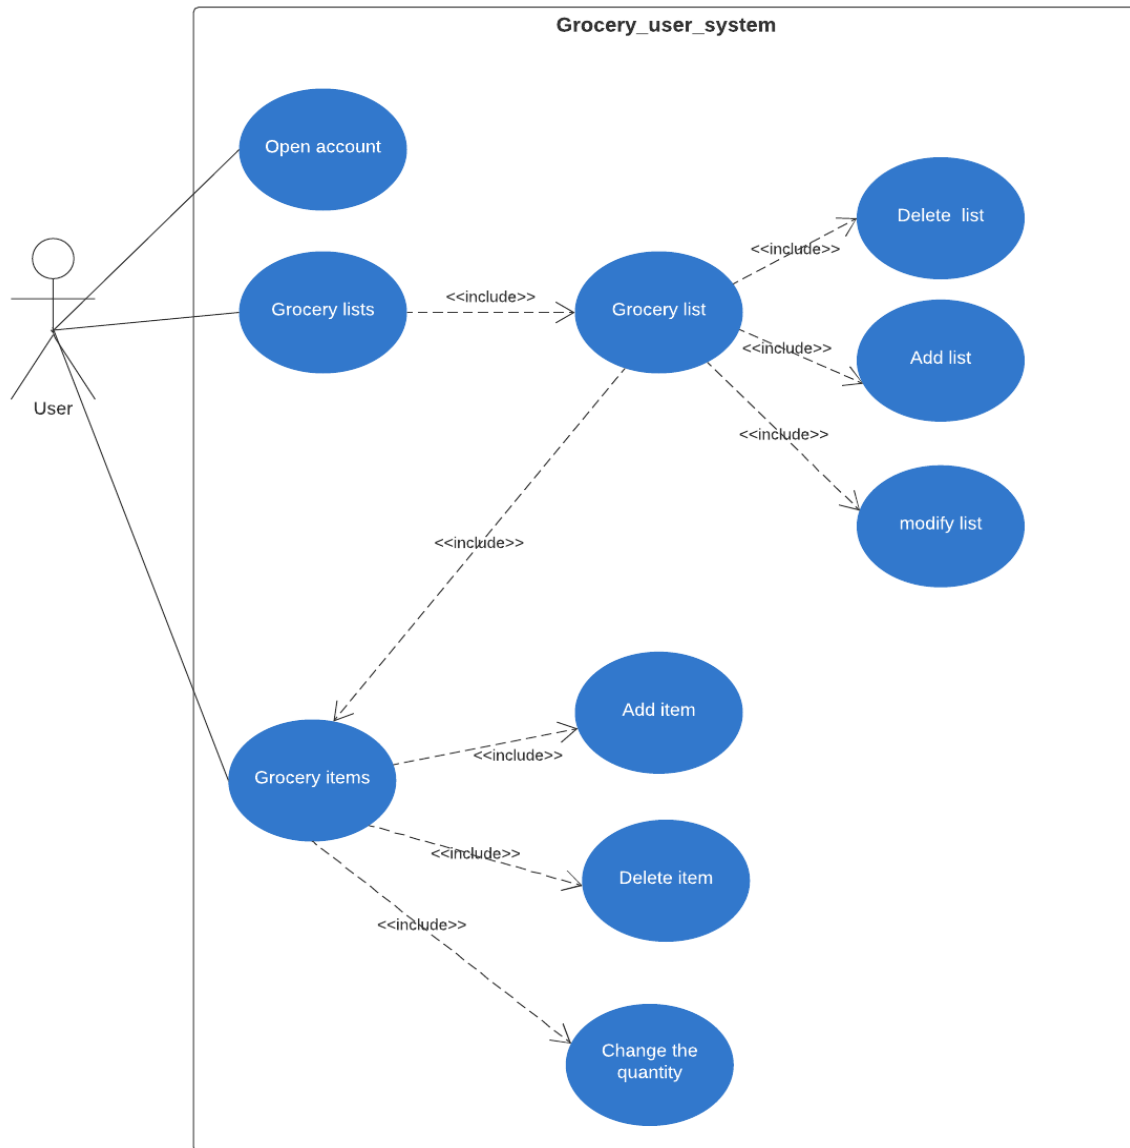 Grocery_user_system
Open account
Delete list
<<include>>
Grocery lists
<<include>>
Grocery list
<<include>>
Add list
User
<<include>>
modify list
<<include>>
Add item
<<include>>
Grocery items
<<include>>
Delete item
<<include>>
Change the
quantity